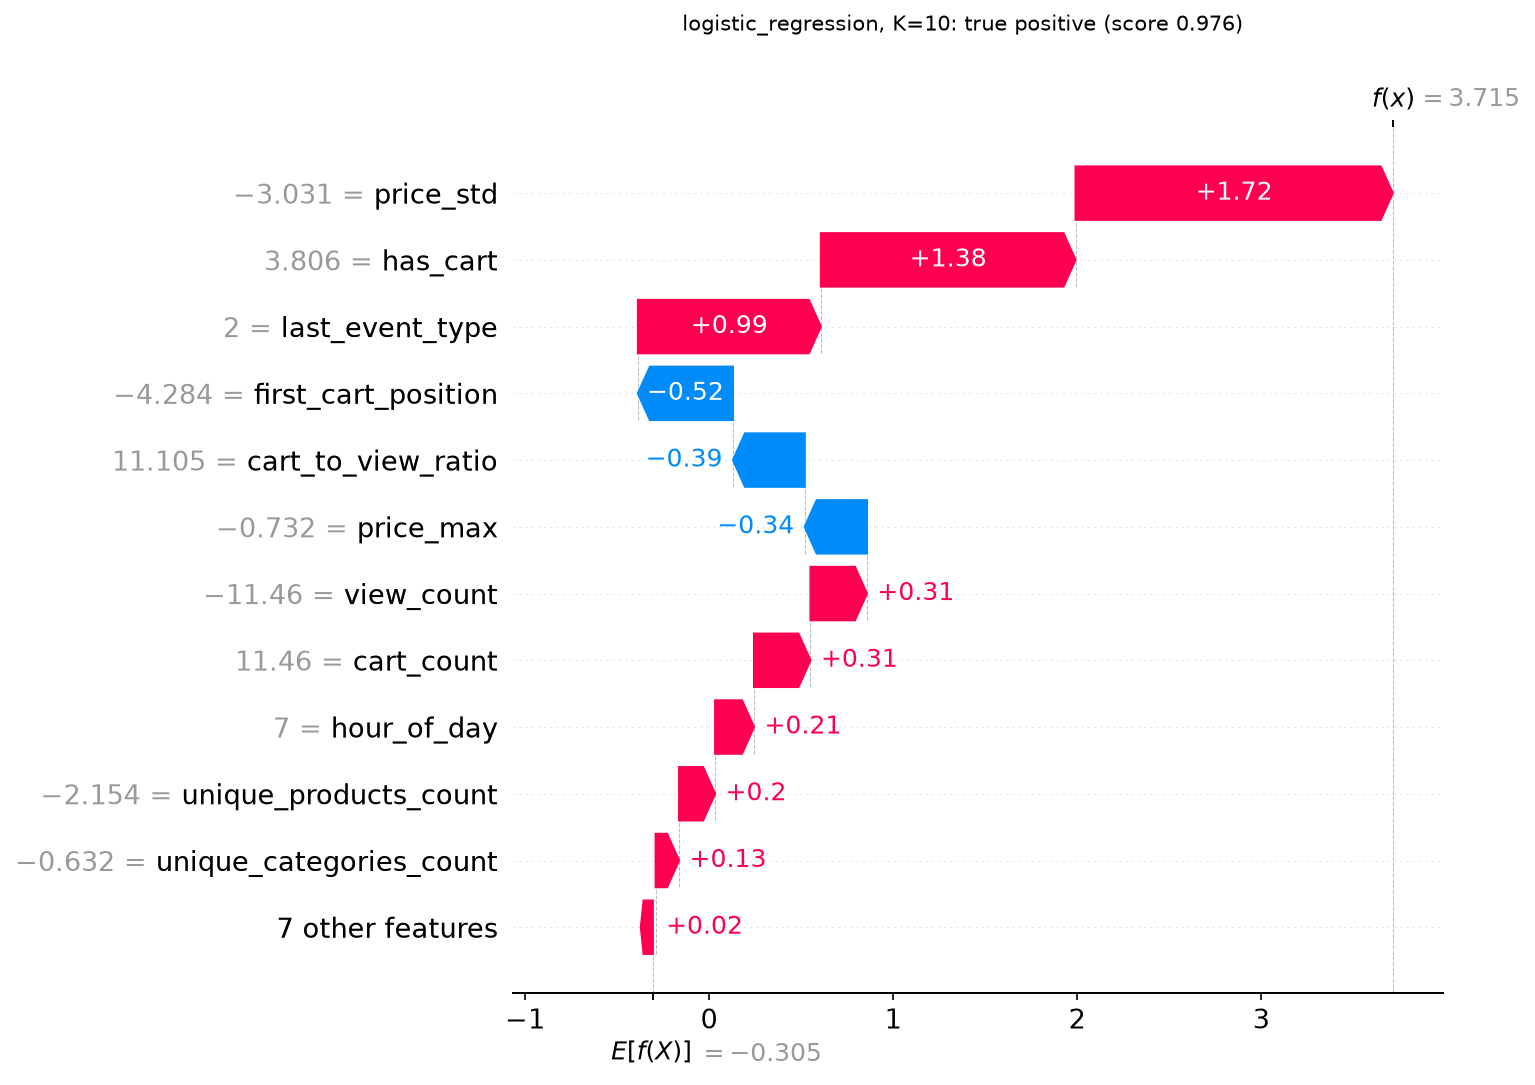 logistic_regression, K=10: true positive (score 0.976)
f(x) = 3.715
−3.031 = price_std
+1.72
3.806 = has_cart
+1.38
2 = last_event_type
+0.99
−4.284 = first_cart_position
−0.52
11.105 = cart_to_view_ratio
−0.39
−0.732 = price_max
−0.34
−11.46 = view_count
+0.31
11.46 = cart_count
+0.31
7 = hour_of_day
+0.21
−2.154 = unique_products_count
+0.2
−0.632 = unique_categories_count
+0.13
7 other features
+0.02
−1 0 1 2 3
E[f(X)] = −0.305